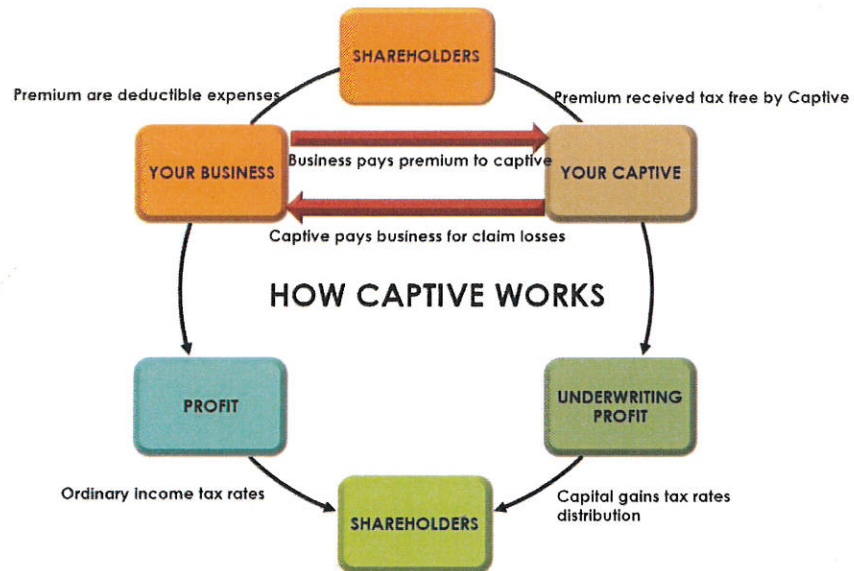 SHAREHOLDERS
Premium are deductible expenses
Premium received tax free by Captive
YOUR BUSINESS
Business pays premium to captive
YOUR CAPTIVE
Captive pays business for claim losses
HOW CAPTIVE WORKS
PROFIT
UNDERWRITING
PROFIT
Ordinary income tax rates
SHAREHOLDERS
Capital gains tax rates
distribution